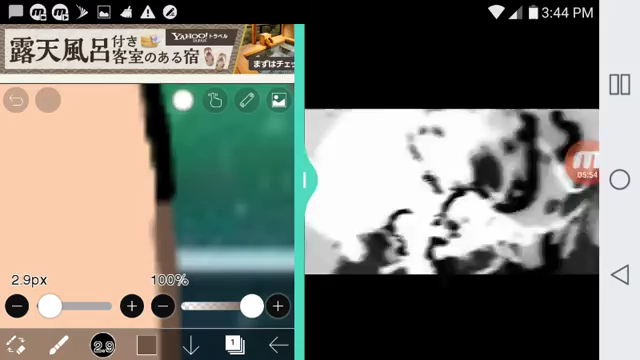 3:44 PM
露天風呂付き客室のある宿
YAHOO!トラベル
まずはチェッ
05:54
2.9px
100%
2.9
1